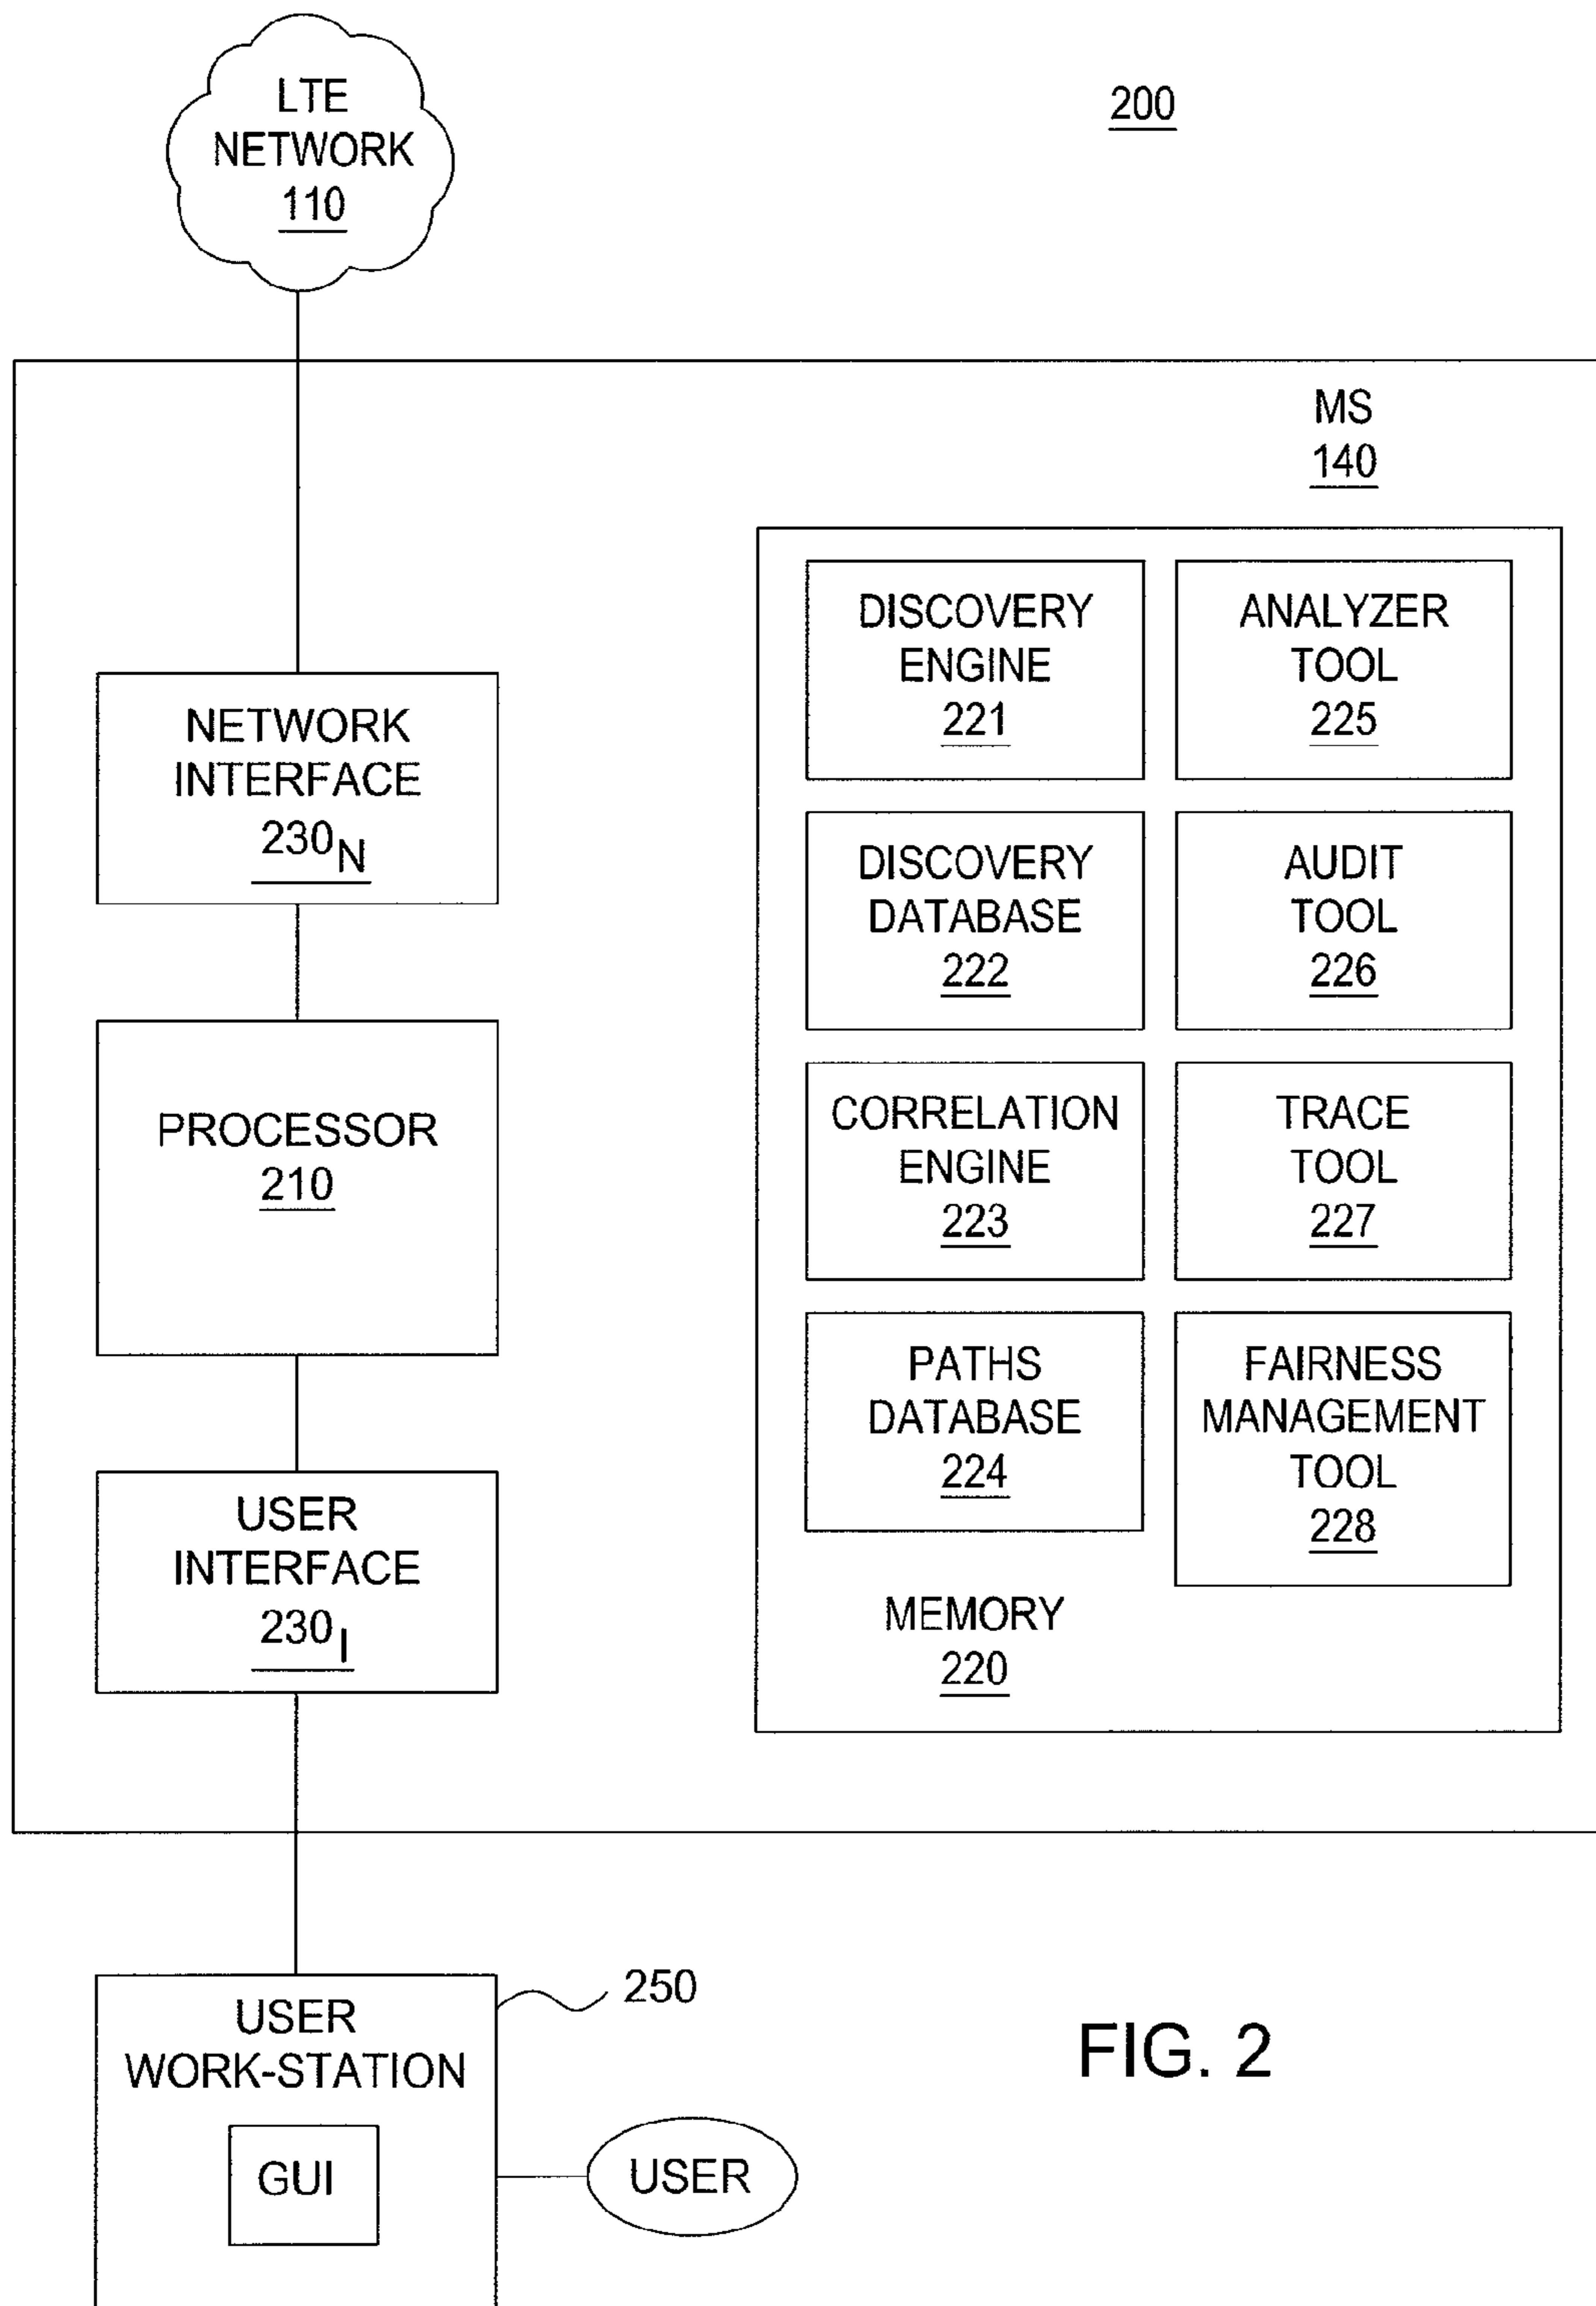 LTE
NETWORK
110
200
MS
140
NETWORK
INTERFACE
230N
PROCESSOR
210
USER
INTERFACE
230I
DISCOVERY
ENGINE
221
ANALYZER
TOOL
225
DISCOVERY
DATABASE
222
AUDIT
TOOL
226
CORRELATION
ENGINE
223
TRACE
TOOL
227
PATHS
DATABASE
224
FAIRNESS
MANAGEMENT
TOOL
228
MEMORY
220
USER
WORK-STATION
250
GUI
USER
FIG. 2